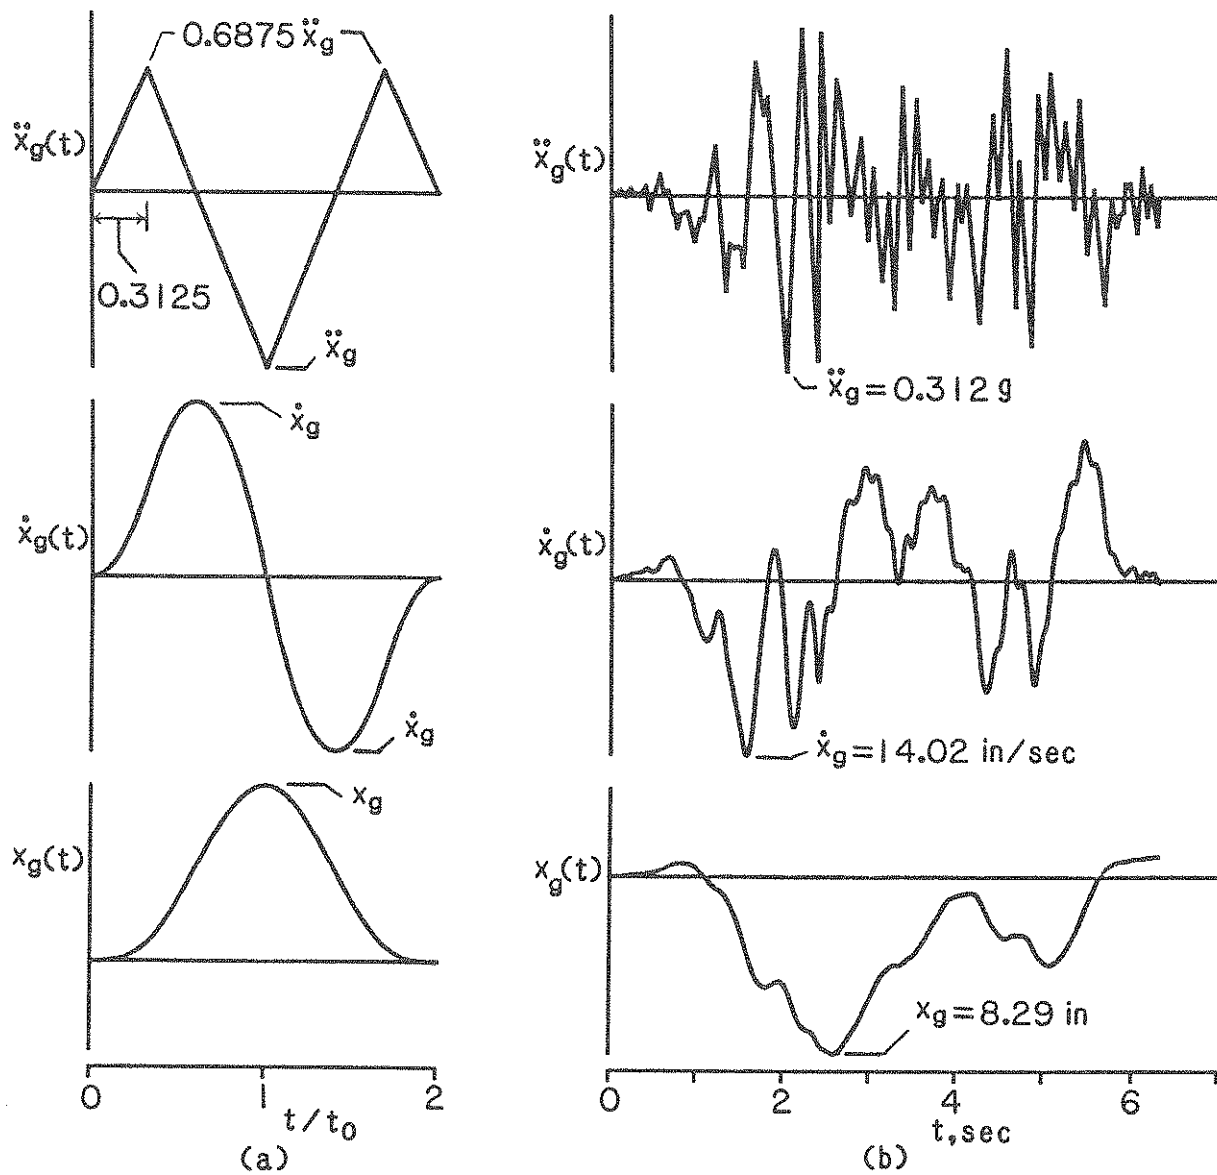 0.6875 ẍg
ẍg(t)
0.3125
ẍg
ẋg
ẋg(t)
ẋg
xg
xg(t)
0 1 2
t/t0
(a)
ẍg(t)
ẍg = 0.312 g
ẋg(t)
ẋg = 14.02 in/sec
xg(t)
xg = 8.29 in
0 2 4 6
t, sec
(b)